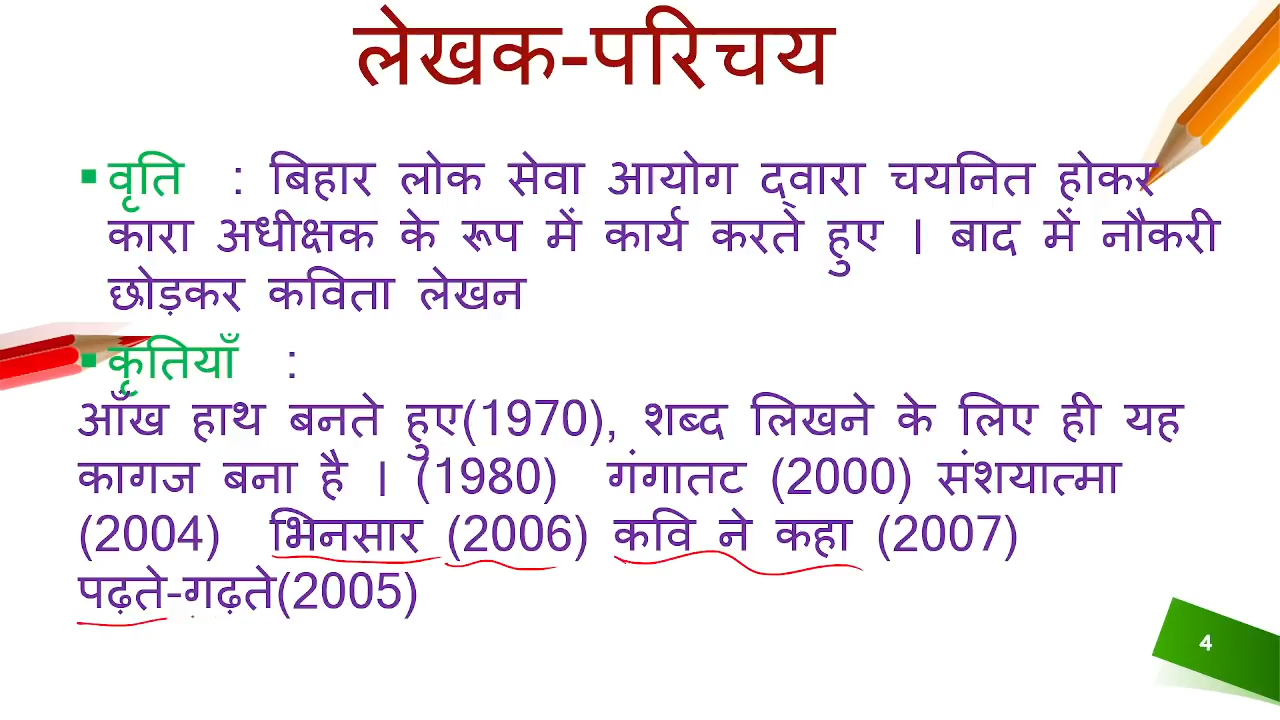 लेखक-परिचय
▪ वृति : बिहार लोक सेवा आयोग द्वारा चयनित होकर
कारा अधीक्षक के रूप में कार्य करते हुए । बाद में नौकरी
छोड़कर कविता लेखन
▪ कृतियाँ :
आँख हाथ बनते हुए(1970), शब्द लिखने के लिए ही यह
कागज बना है । (1980) गंगातट (2000) संशयात्मा
(2004) भिनसार (2006) कवि ने कहा (2007)
पढ़ते-गढ़ते(2005)
4